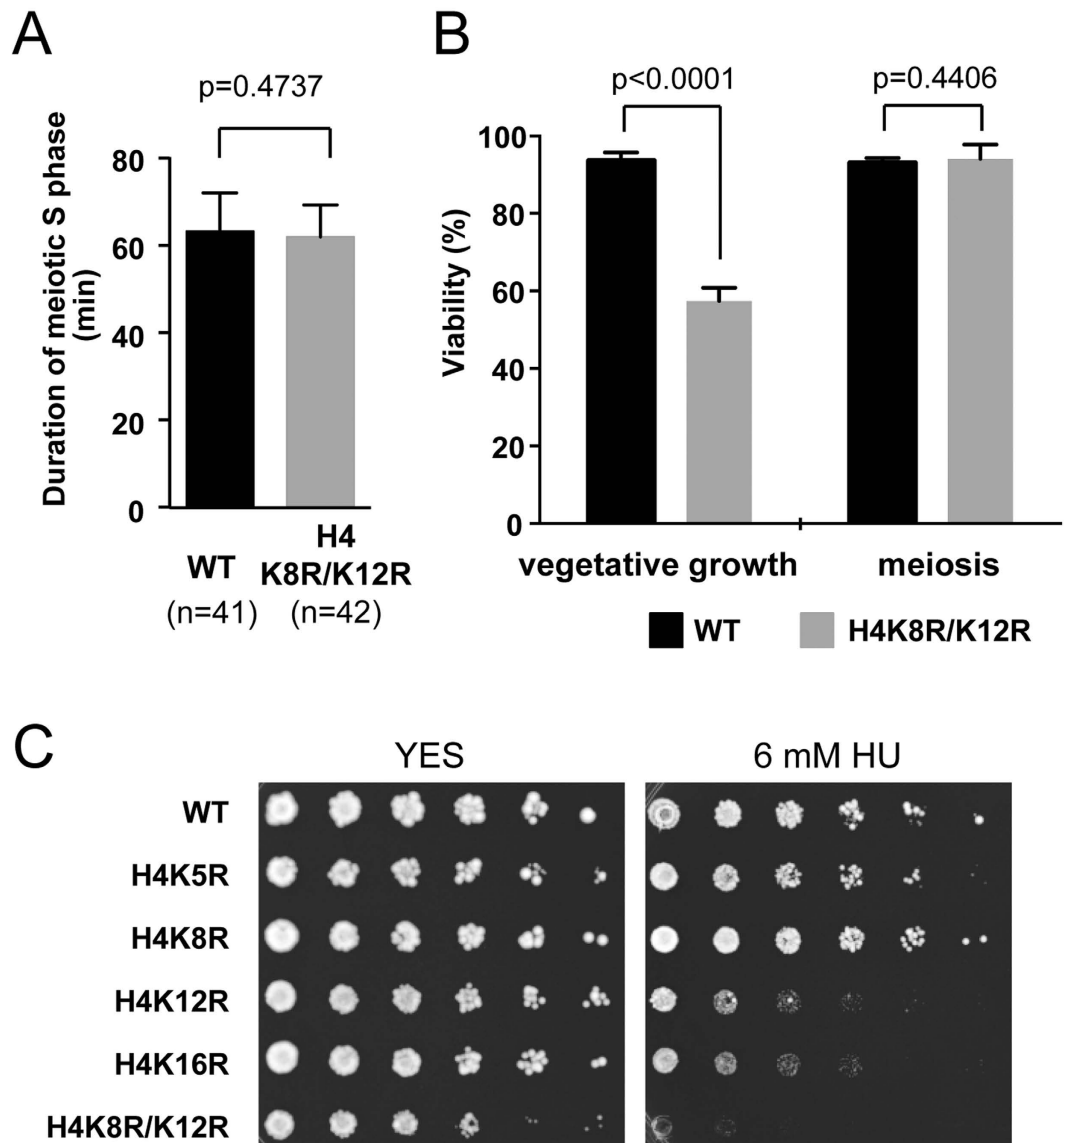 A
p=0.4737
Duration of meiotic S phase
(min)
80
60
40
20
0
WT
(n=41)
H4
K8R/K12R
(n=42)
B
p<0.0001
p=0.4406
Viability (%)
100
80
60
40
20
0
vegetative growth
meiosis
WT
H4K8R/K12R
C
YES
6 mM HU
WT
H4K5R
H4K8R
H4K12R
H4K16R
H4K8R/K12R